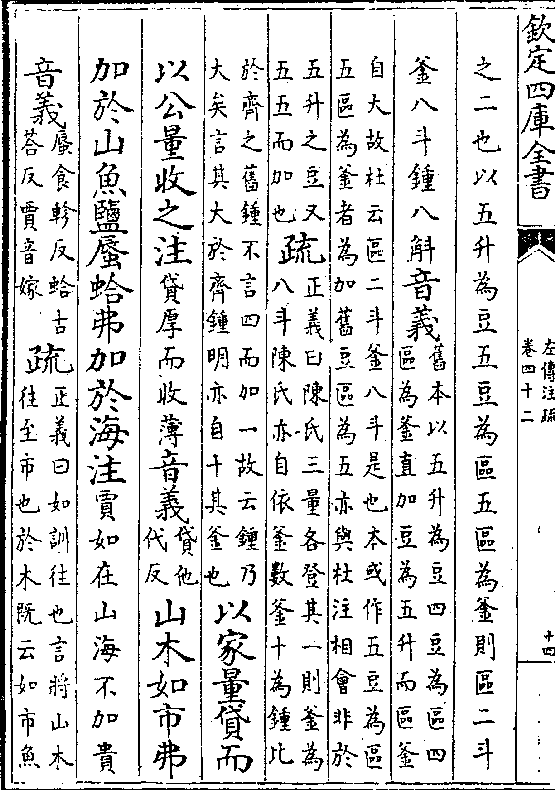 欽定四庫全書
左傳注疏
卷四十二
十四
之二也以五升為豆五豆為區五區為釜則區二斗
釜八斗鍾八斛音義
舊本以五升為豆四豆為區四
區為釜直加豆為五升而區釜
自大故杜云區二斗釜八斗是也本或作五豆為區
五區為釜者為加舊豆區為五亦與杜注相會非於
五升之豆又
五五而加也
疏
正義曰陳氏三量各登其一則釜為
八斗陳氏亦自依釜數釜十為鍾比
於齊之舊鍾不言四而加一故云鍾乃
大矣言其大於齊鍾明亦自十其釜也
以家量貸而
以公量收之注貸厚而收薄音義
貸他
代反
山木如市弗
加於山魚鹽蜃蛤弗加於海注賈如在山海不加貴
音義
蜃食軫反蛤古
荅反賈音嫁
疏
正義曰如訓往也言將山木
往至市也於木既云如市魚